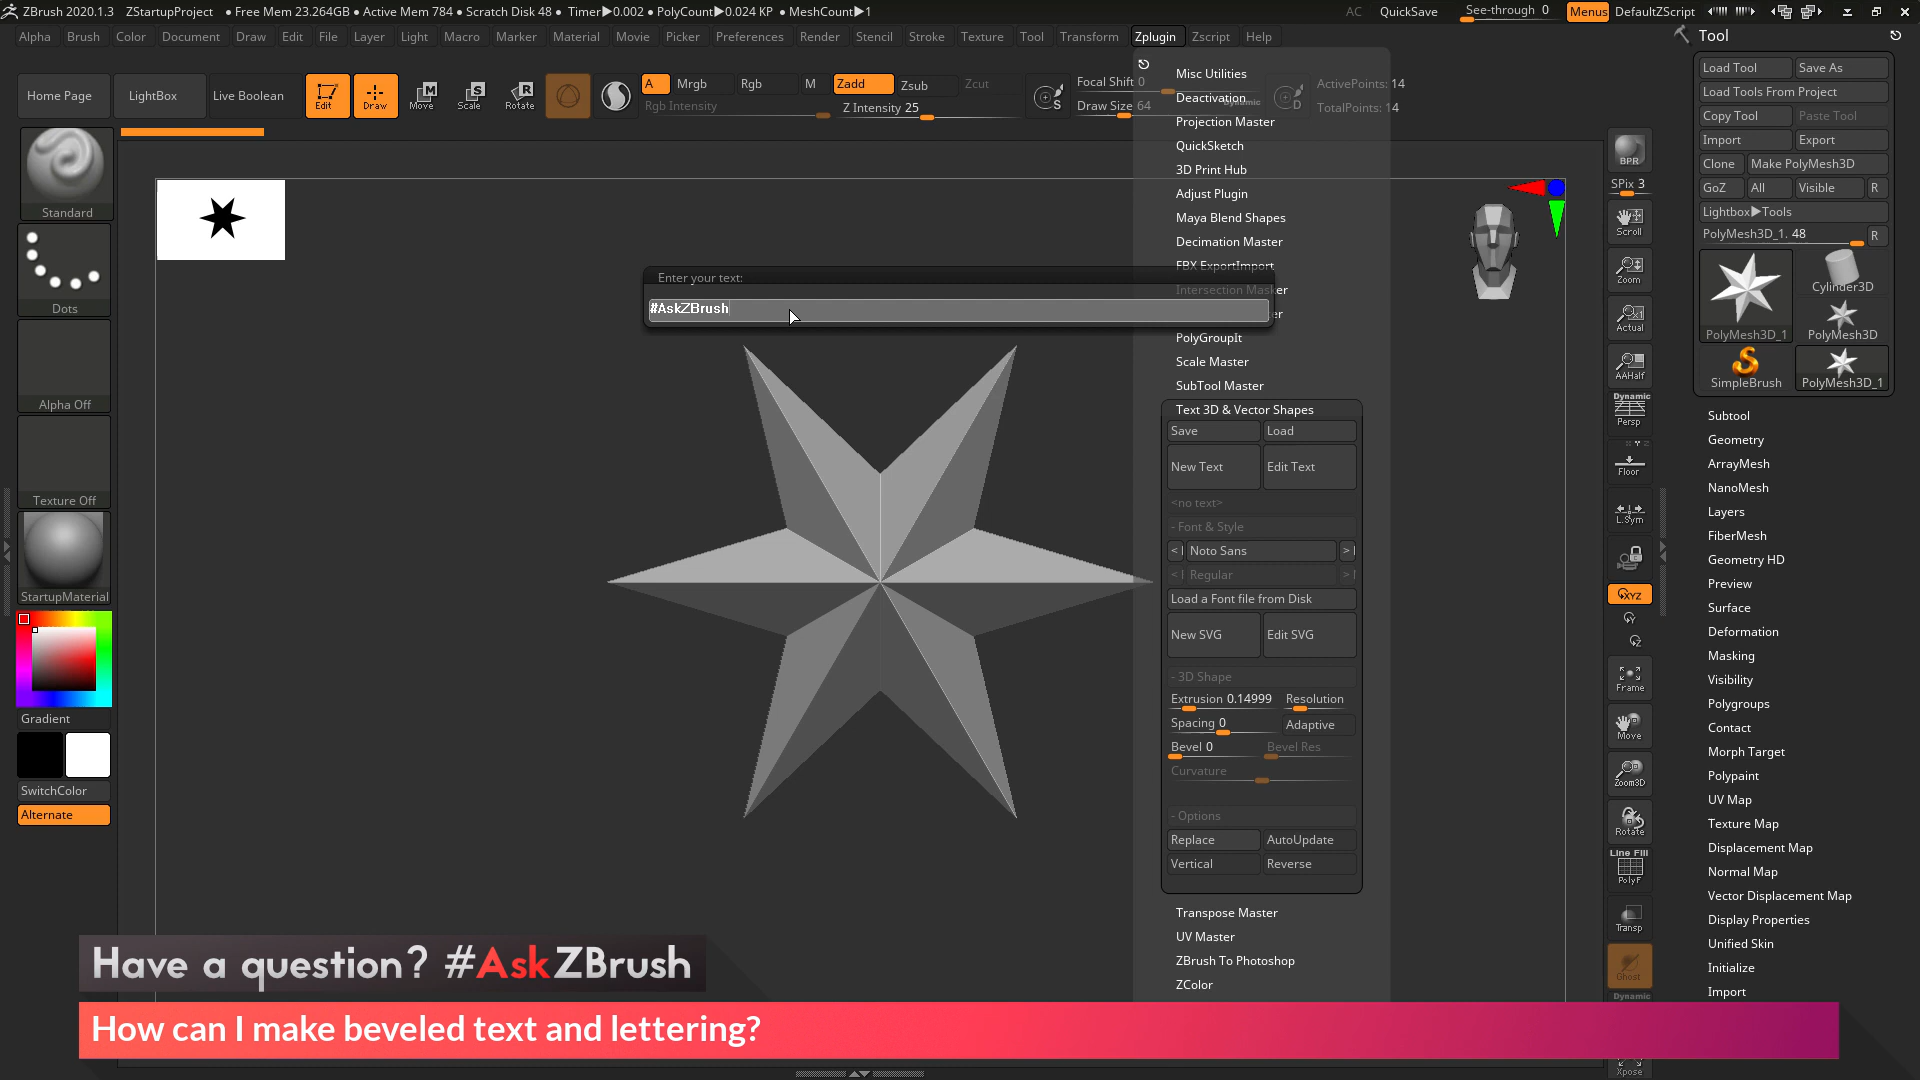 ZBrush 2020.1.3 ZStartupProject ● Free Mem 23.264GB ● Active Mem 784 ● Scratch Disk 48 ● Timer▶0.002 ● PolyCount▶0.024 KP ● MeshCount▶1 AC QuickSave See-through 0 Menus DefaultZScript
Alpha Brush Color Document Draw Edit File Layer Light Macro Marker Material Movie Picker Preferences Render Stencil Stroke Texture Tool Transform Zplugin Zscript Help
Home Page LightBox Live Boolean Edit Draw Move Scale Rotate
A Mrgb Rgb M Zadd Zsub Zcut
Rgb Intensity Z Intensity 25
Focal Shift 0
Draw Size 64
Dynamic
ActivePoints: 14
TotalPoints: 14
Standard
Dots
Alpha Off
Texture Off
StartupMaterial
Gradient
SwitchColor
Alternate
Enter your text:
#AskZBrush
Misc Utilities
Deactivation
Projection Master
QuickSketch
3D Print Hub
Adjust Plugin
Maya Blend Shapes
Decimation Master
FBX ExportImport
Intersection Masker
PolyGroupIt
Scale Master
SubTool Master
Text 3D & Vector Shapes
Save Load
New Text Edit Text
<no text>
- Font & Style
Noto Sans
Regular
Load a Font file from Disk
New SVG Edit SVG
- 3D Shape
Extrusion 0.14999 Resolution
Spacing 0 Adaptive
Bevel 0 Bevel Res
Curvature
- Options
Replace AutoUpdate
Vertical Reverse
Transpose Master
UV Master
ZBrush To Photoshop
ZColor
BPR
SPix 3
Scroll
Zoom
Actual
AAHalf
Dynamic
Persp
Floor
L.Sym
XYZ
Y
Z
Frame
Move
Zoom3D
Rotate
Line Fill
PolyF
Transp
Ghost
Dynamic
Xpose
Tool
Load Tool Save As
Load Tools From Project
Copy Tool Paste Tool
Import Export
Clone Make PolyMesh3D
GoZ All Visible R
Lightbox▶Tools
PolyMesh3D_1. 48 R
PolyMesh3D_1 Cylinder3D
PolyMesh3D
SimpleBrush PolyMesh3D_1
Subtool
Geometry
ArrayMesh
NanoMesh
Layers
FiberMesh
Geometry HD
Preview
Surface
Deformation
Masking
Visibility
Polygroups
Contact
Morph Target
Polypaint
UV Map
Texture Map
Displacement Map
Normal Map
Vector Displacement Map
Display Properties
Unified Skin
Initialize
Import
Have a question? #AskZBrush
How can I make beveled text and lettering?